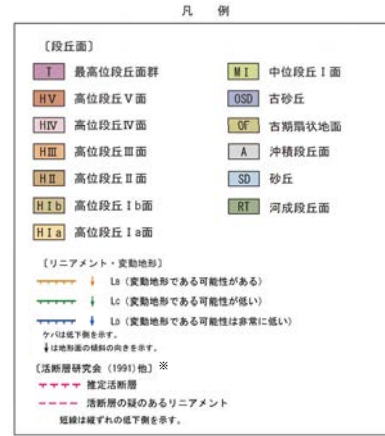 凡 例
〔段丘面〕
T 最高位段丘面群
HⅤ 高位段丘Ⅴ面
HⅣ 高位段丘Ⅳ面
HⅢ 高位段丘Ⅲ面
HⅡ 高位段丘Ⅱ面
HⅠb 高位段丘Ⅰb面
HⅠa 高位段丘Ⅰa面
MⅠ 中位段丘Ⅰ面
OSD 古砂丘
OF 古期扇状地面
A 沖積段丘面
SD 砂丘
RT 河成段丘面
〔リニアメント・変動地形〕
LB (変動地形である可能性がある)
LC (変動地形である可能性が低い)
LD (変動地形である可能性は非常に低い)
ケバは低下側を示す。
↓は地形面の傾斜の向きを示す。
〔活断層研究会 (1991)他〕※
推定活断層
活断層の疑のあるリニアメント
短線は縦ずれの低下側を示す。